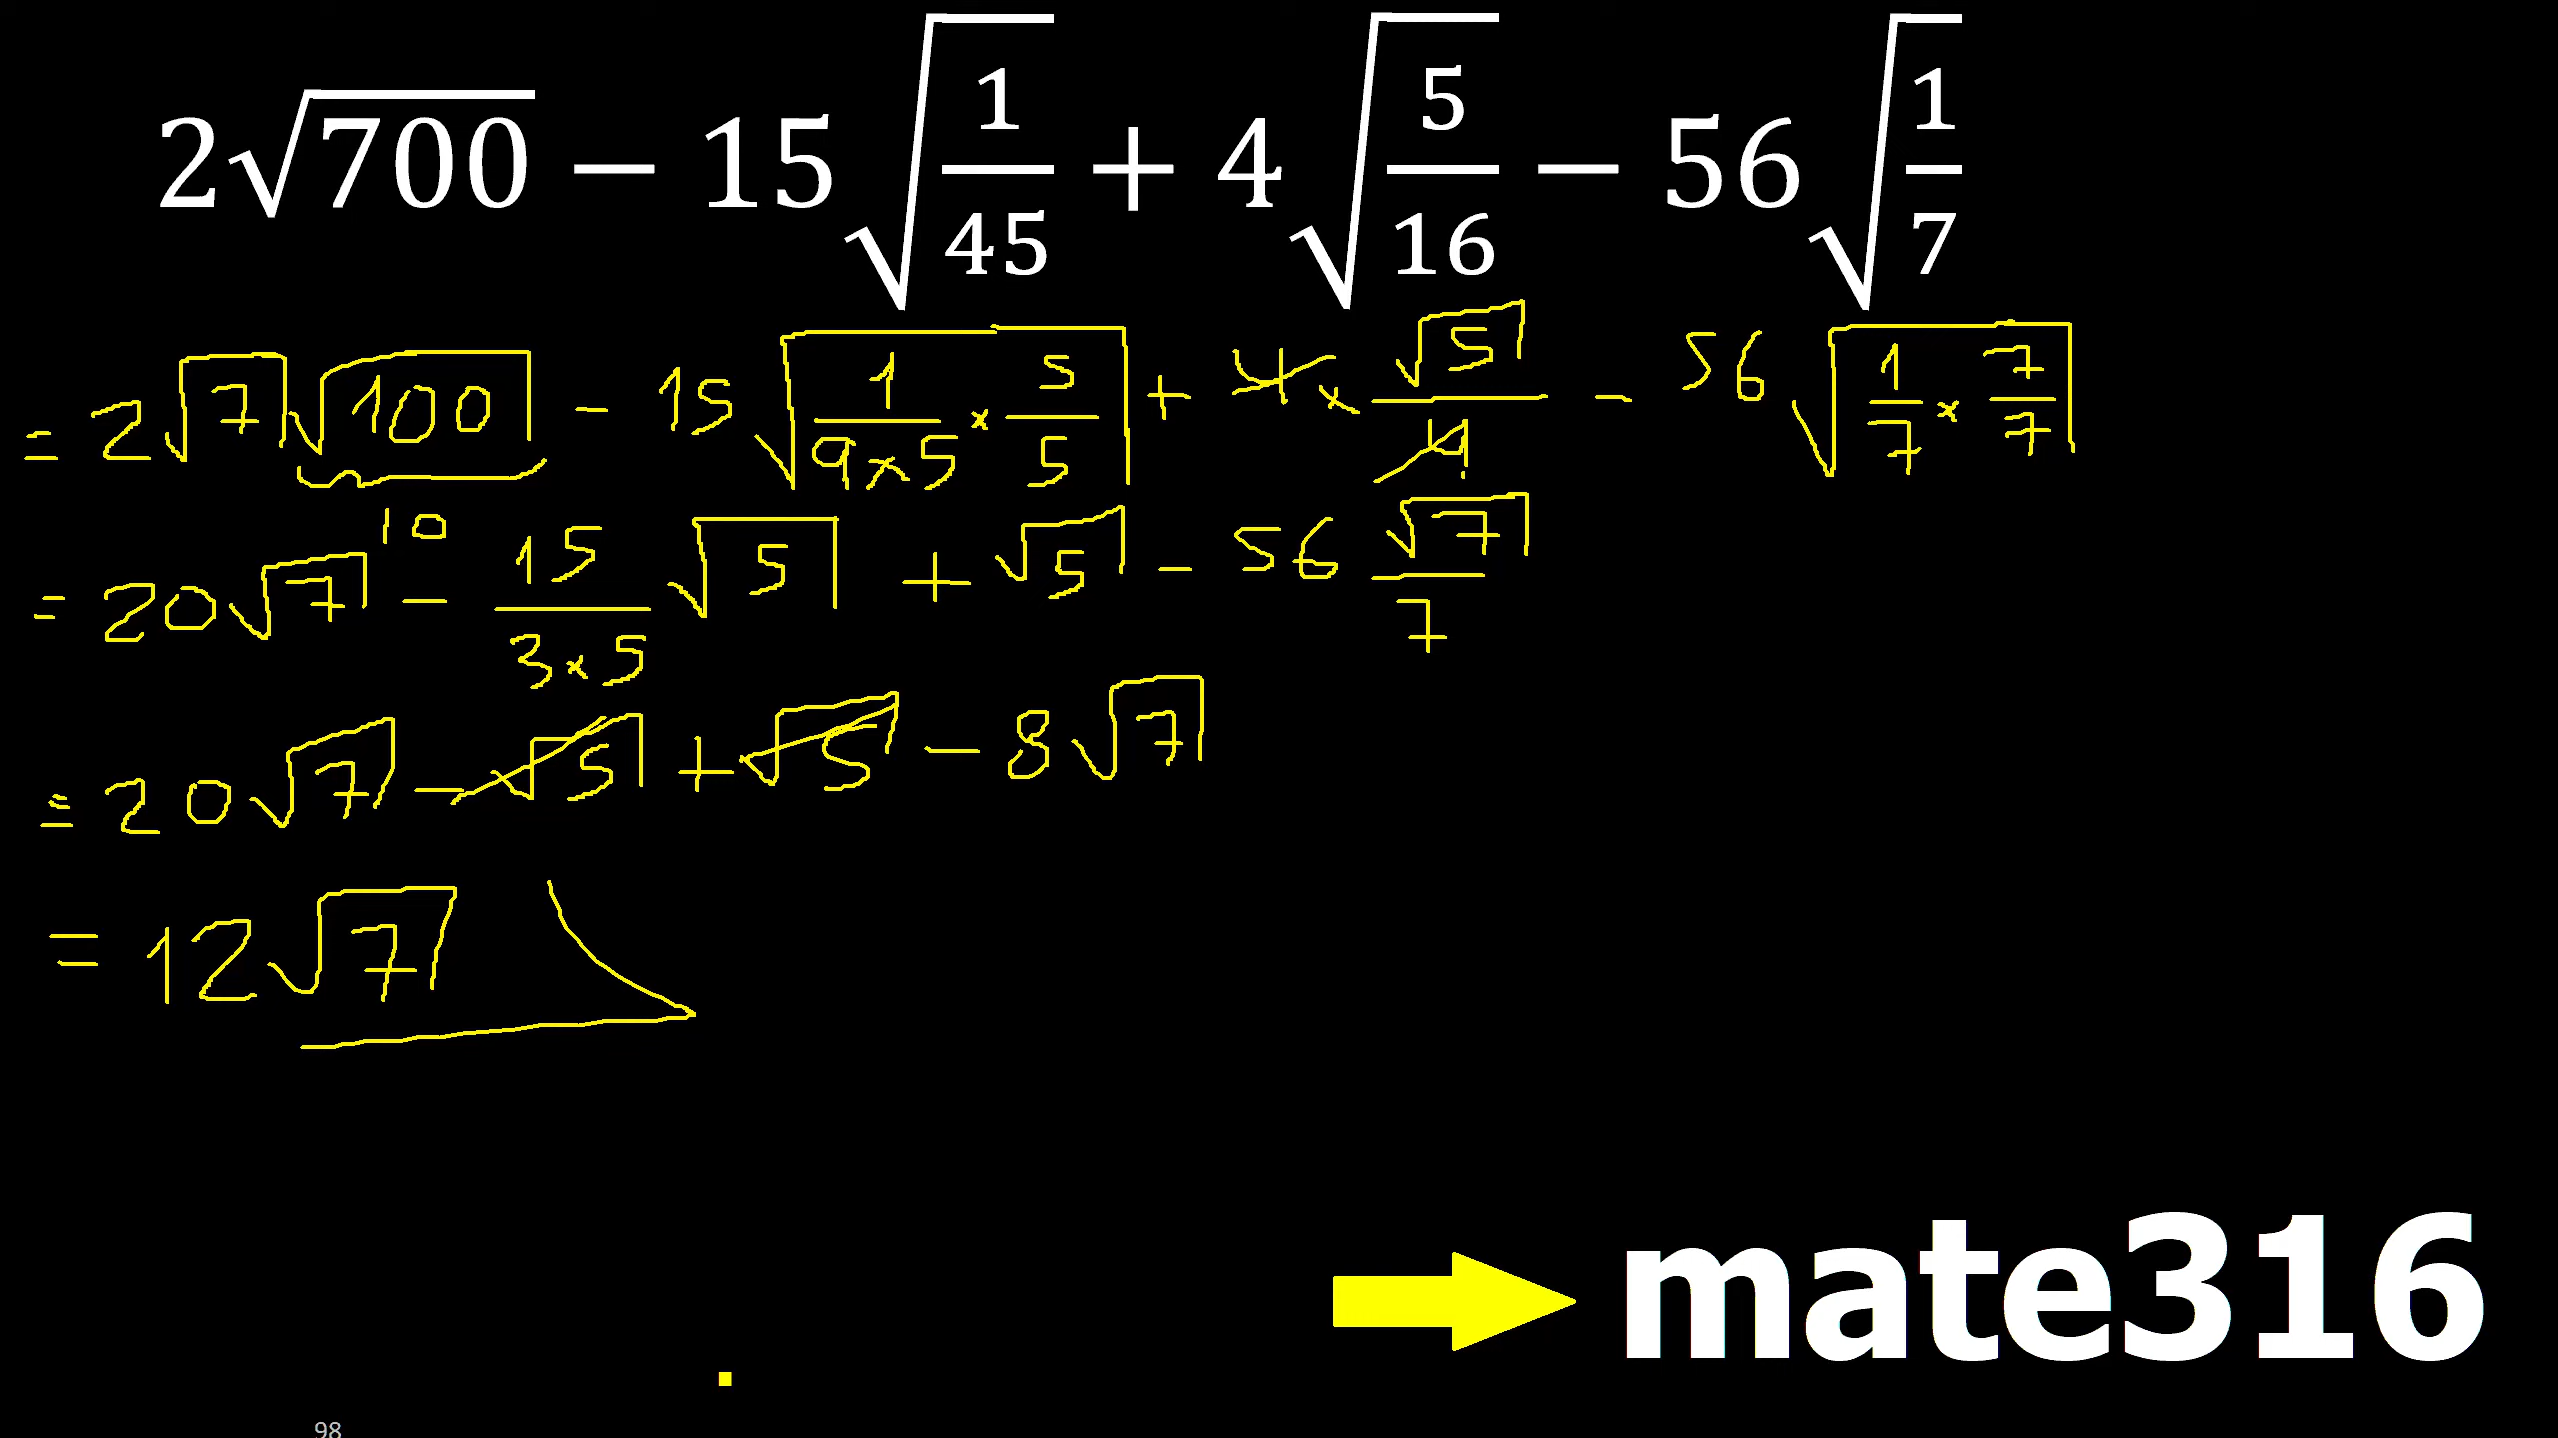 2√700 − 15√(1/45) + 4√(5/16) − 56√(1/7)
= 2√7 √100 − 15√(1/(9×5) × 5/5) + 4 × √5/4 − 56√(1/7 × 7/7)
10
= 20√7 − 15/(3×5) √5 + √5 − 56 √7/7
= 20√7 − √5 + √5 − 8√7
= 12√7
mate316
98